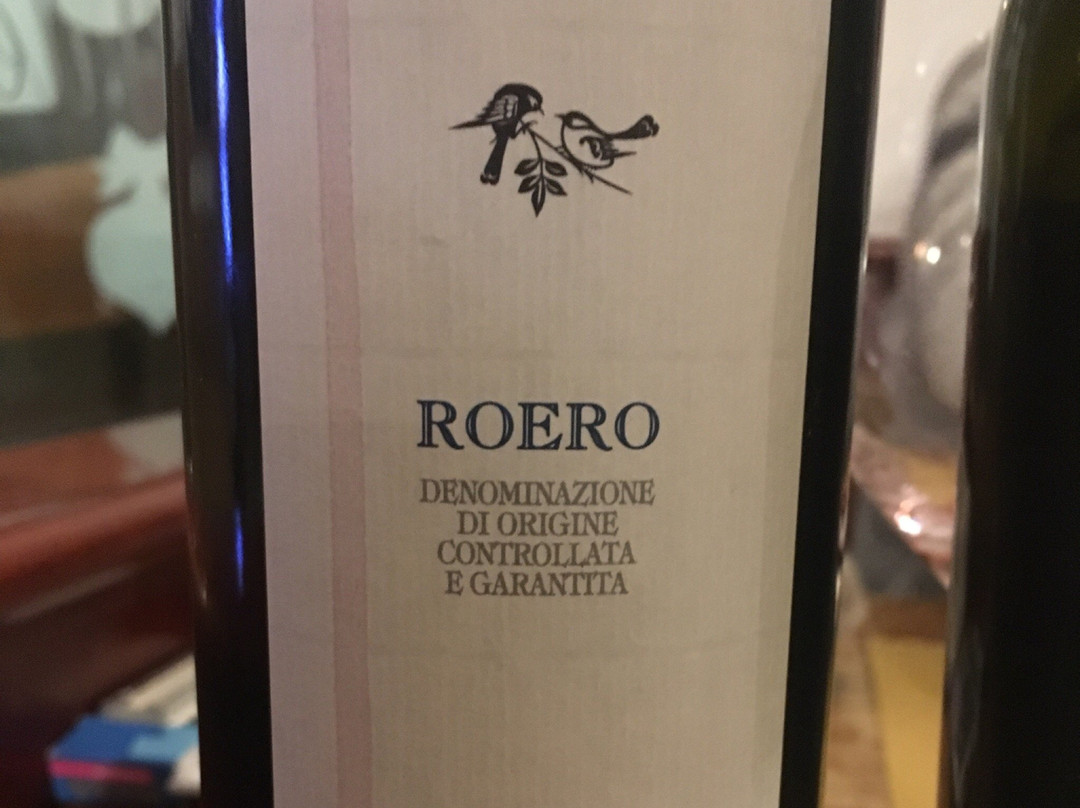 ROERO
DENOMINAZIONE
DI ORIGINE
CONTROLLATA
E GARANTITA